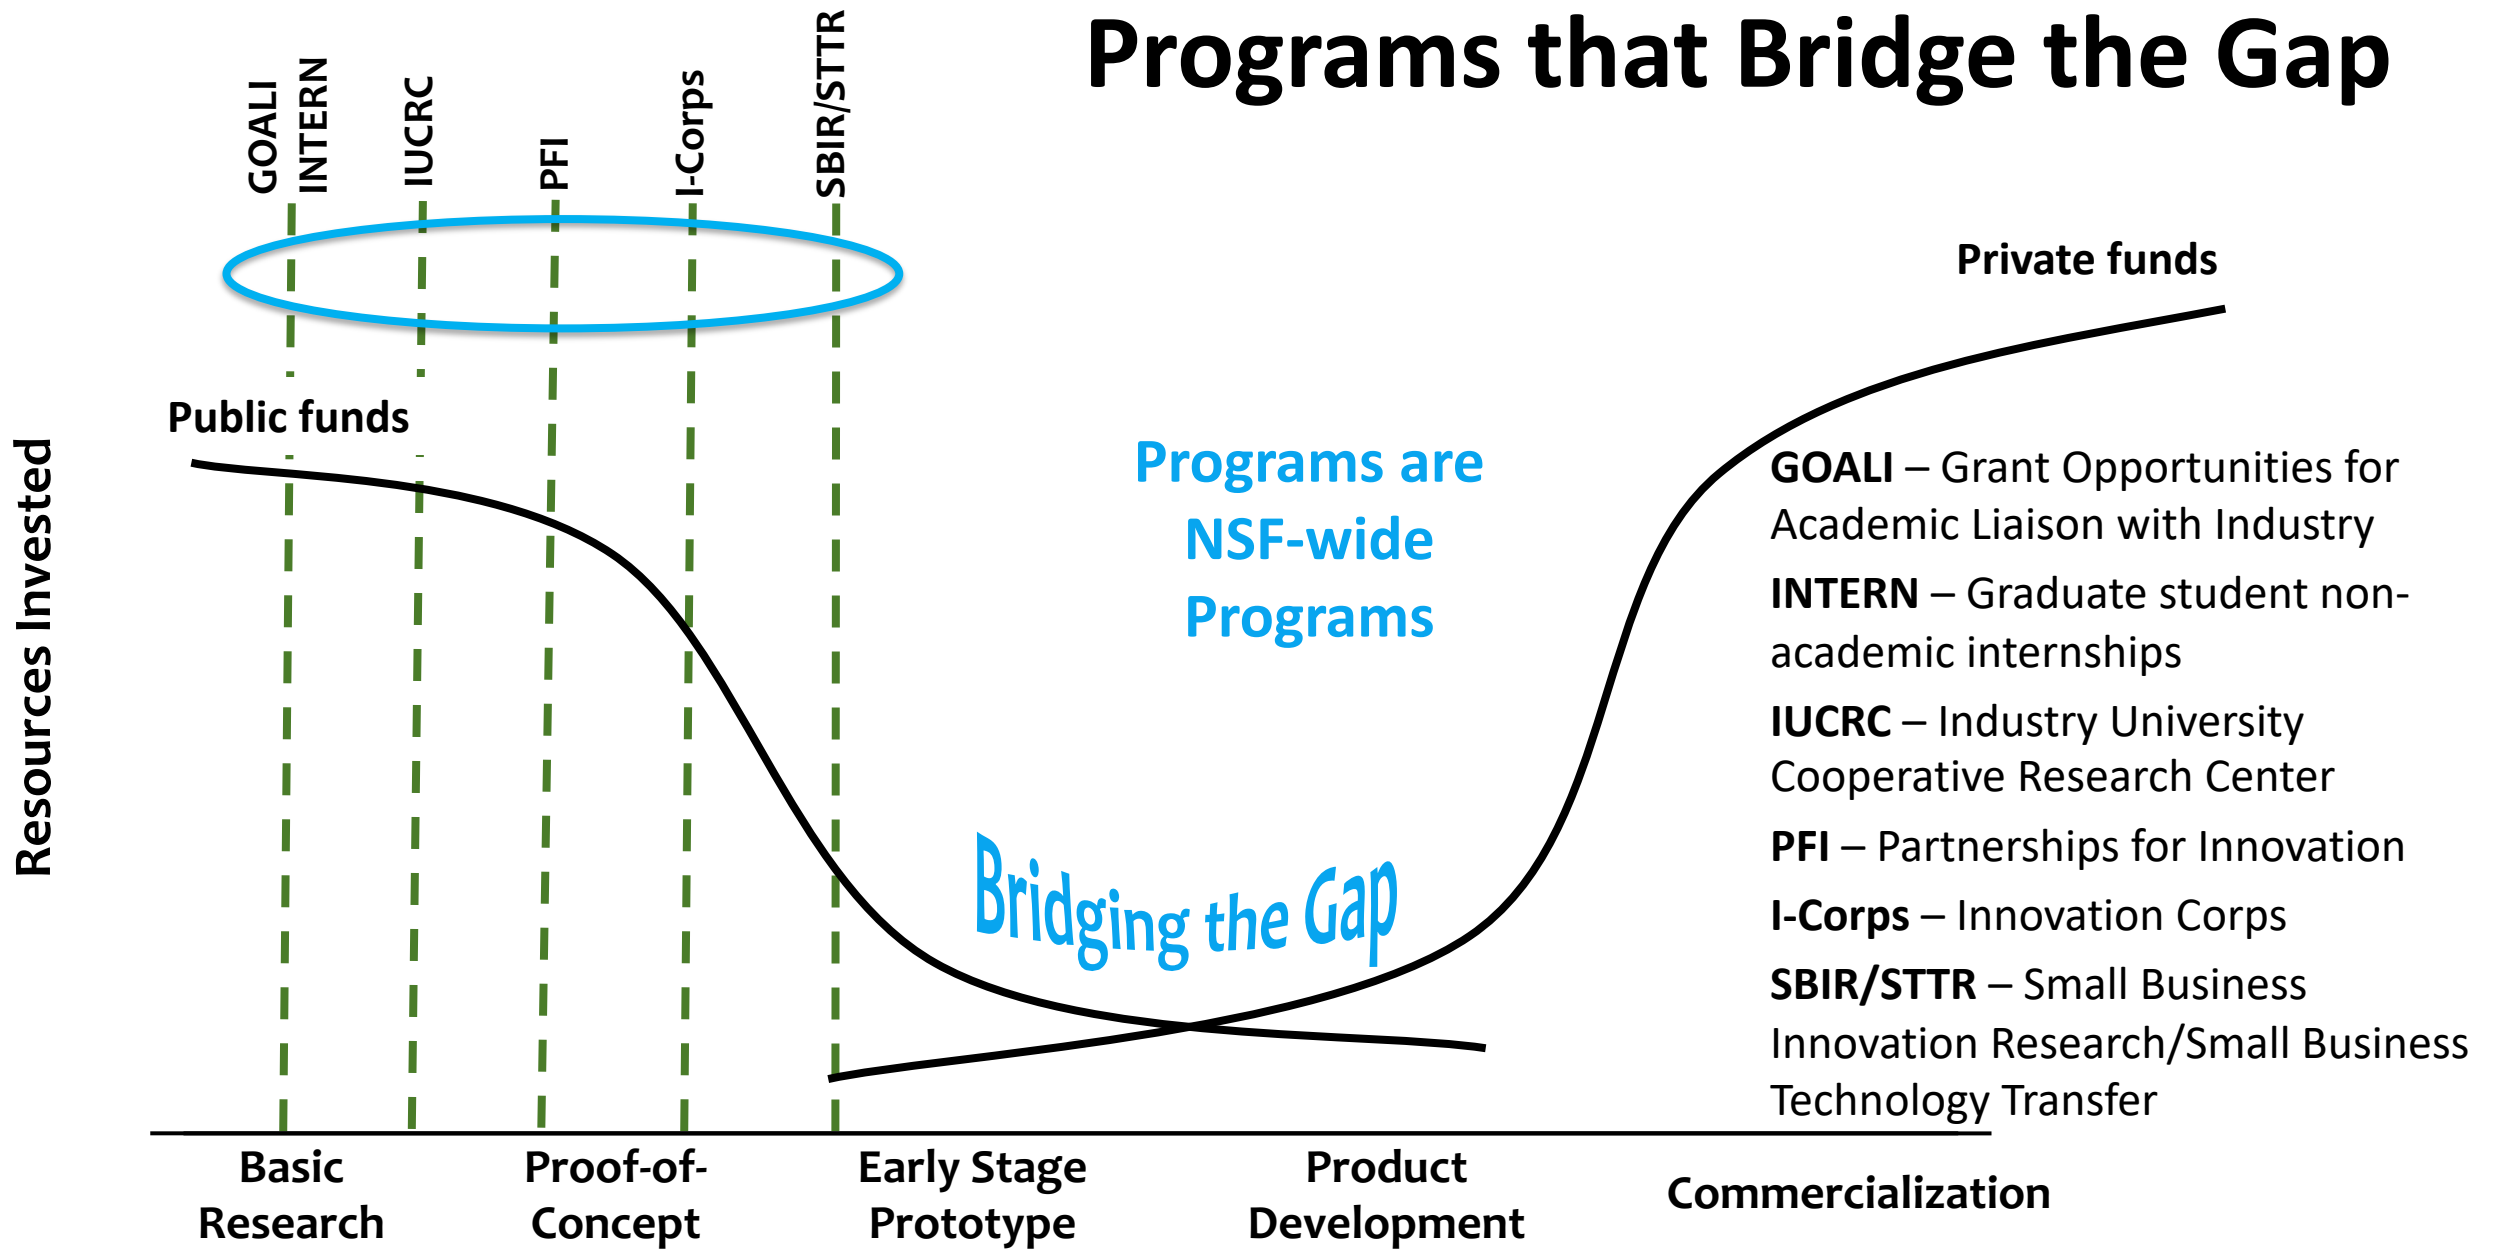 Programs that Bridge the Gap
GOALI
INTERN
IUCRC
PFI
I-Corps
SBIR/STTR
Private funds
Public funds
Resources Invested
Programs are
NSF-wide
Programs
Bridging the Gap
GOALI – Grant Opportunities for
Academic Liaison with Industry
INTERN – Graduate student non-
academic internships
IUCRC – Industry University
Cooperative Research Center
PFI – Partnerships for Innovation
I-Corps – Innovation Corps
SBIR/STTR – Small Business
Innovation Research/Small Business
Technology Transfer
Basic
Research
Proof-of-
Concept
Early Stage
Prototype
Product
Development
Commercialization